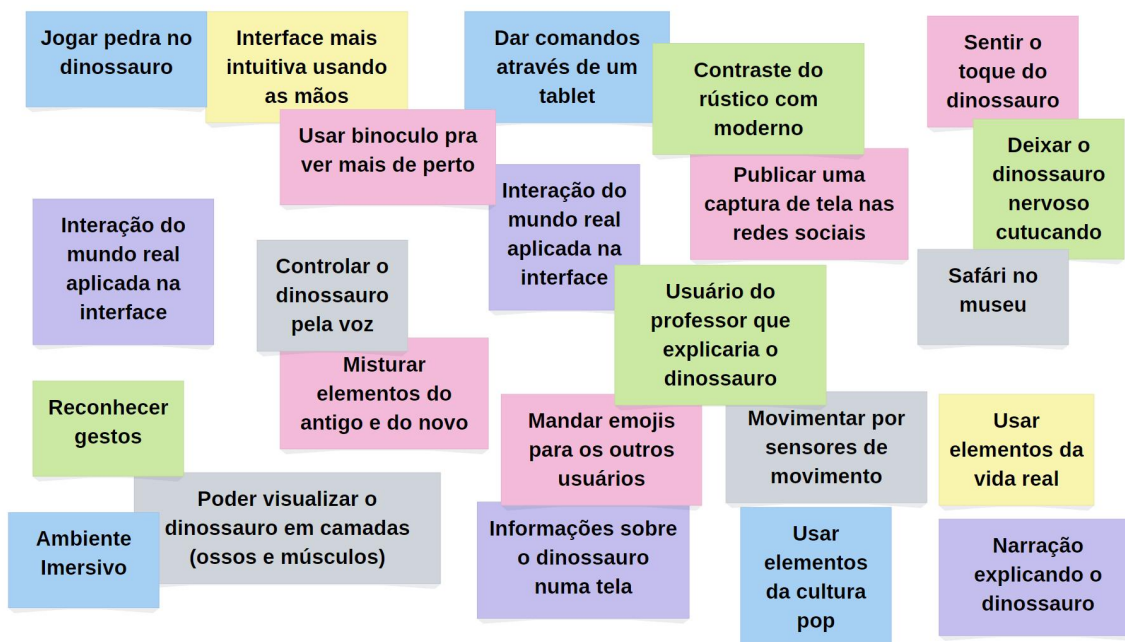 Jogar pedra no
dinossauro
Interface mais
intuitiva usando
as mãos
Dar comandos
através de um
tablet
Contraste do
rústico com
moderno
Sentir o
toque do
dinossauro
Usar binoculo pra
ver mais de perto
Deixar o
dinossauro
nervoso
cutucando
Interação do
mundo real
aplicada na
interface
Publicar uma
captura de tela nas
redes sociais
Interação do
mundo real
aplicada na
interface
Controlar o
dinossauro
pela voz
Usuário do
professor que
explicaria o
dinossauro
Safári no
museu
Misturar
elementos do
antigo e do novo
Reconhecer
gestos
Mandar emojis
para os outros
usuários
Movimentar por
sensores de
movimento
Usar
elementos da
vida real
Poder visualizar o
dinossauro em camadas
(ossos e músculos)
Ambiente
Imersivo
Informações sobre
o dinossauro
numa tela
Usar
elementos
da cultura
pop
Narração
explicando o
dinossauro